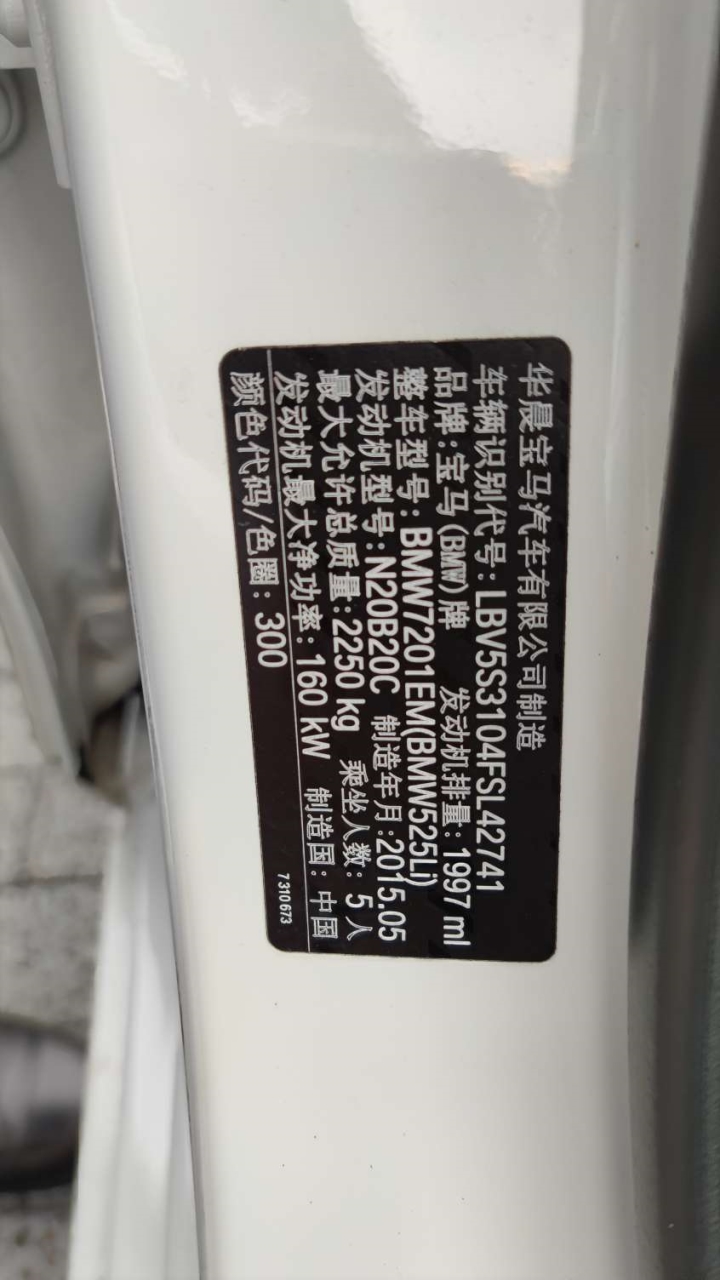 华晨宝马汽车有限公司制造
车辆识别代号: LBV5S3104FSL42741
品牌:宝马(BMW)牌 发动机排量: 1997 ml
整车型号: BMW7201EM(BMW525Li)
发动机型号: N20B20C 制造年月:2015.05
最大允许总质量: 2250 kg 乘坐人数: 5 人
发动机最大净功率: 160 kW 制造国: 中国
颜色代码/色圈: 300
7 310 673